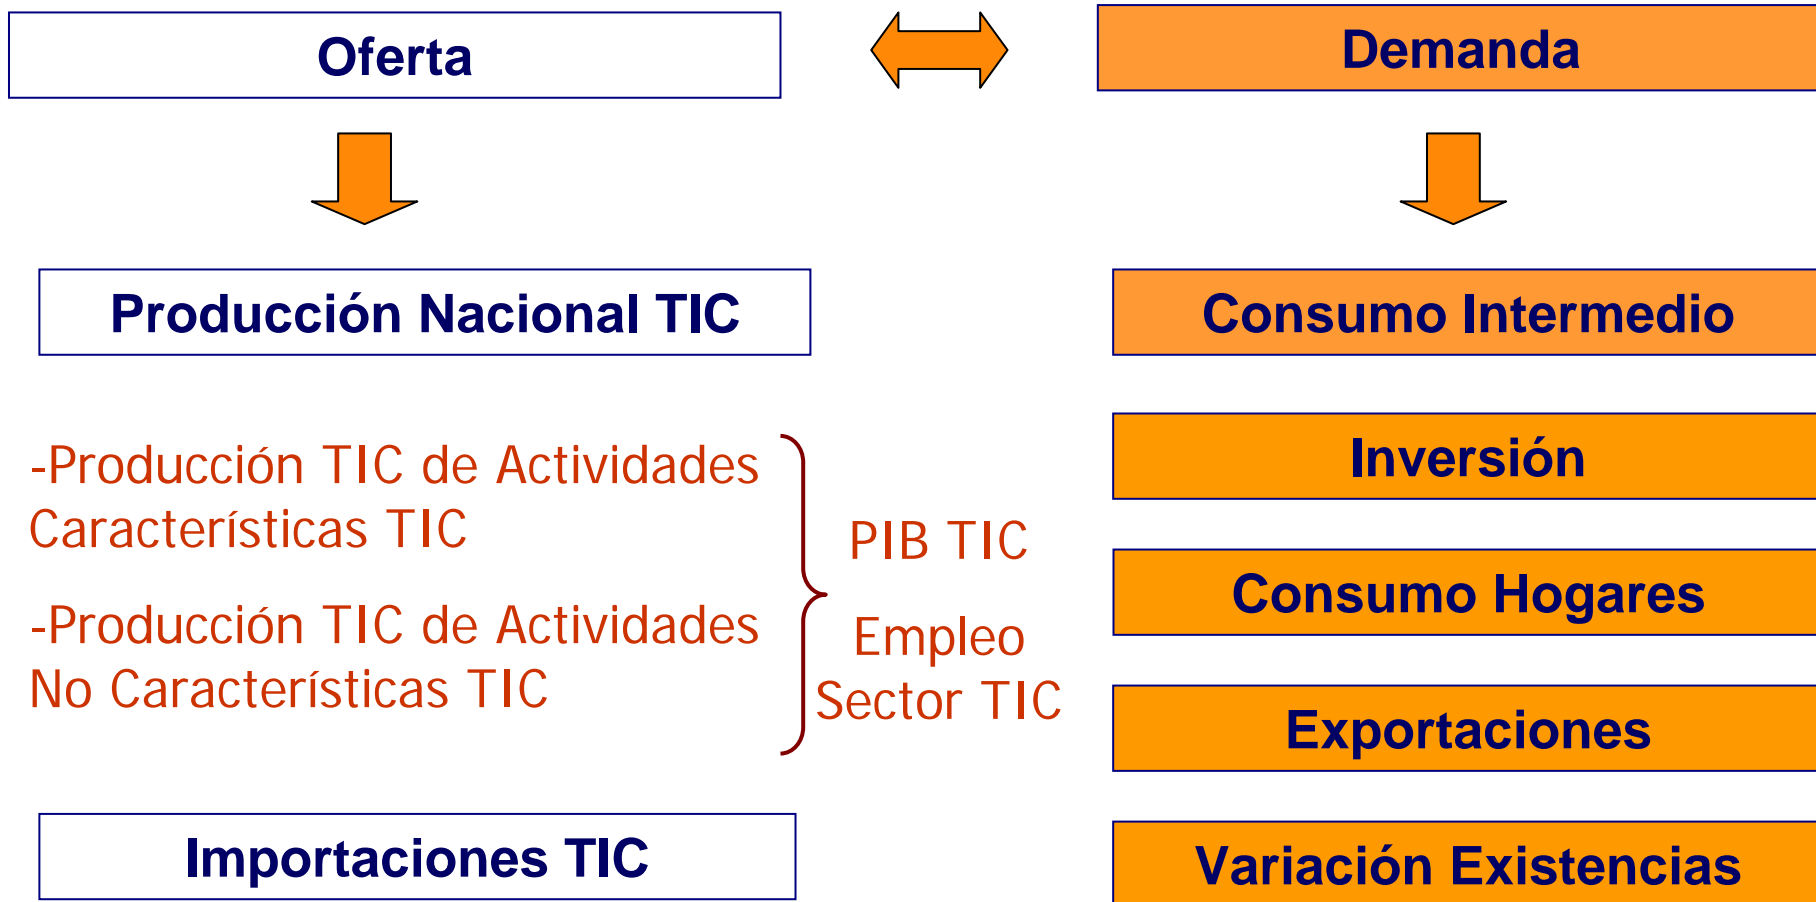 Oferta
Demanda
Producción Nacional TIC
-Producción TIC de Actividades
Características TIC
-Producción TIC de Actividades
No Características TIC
PIB TIC
Empleo
Sector TIC
Importaciones TIC
Consumo Intermedio
Inversión
Consumo Hogares
Exportaciones
Variación Existencias